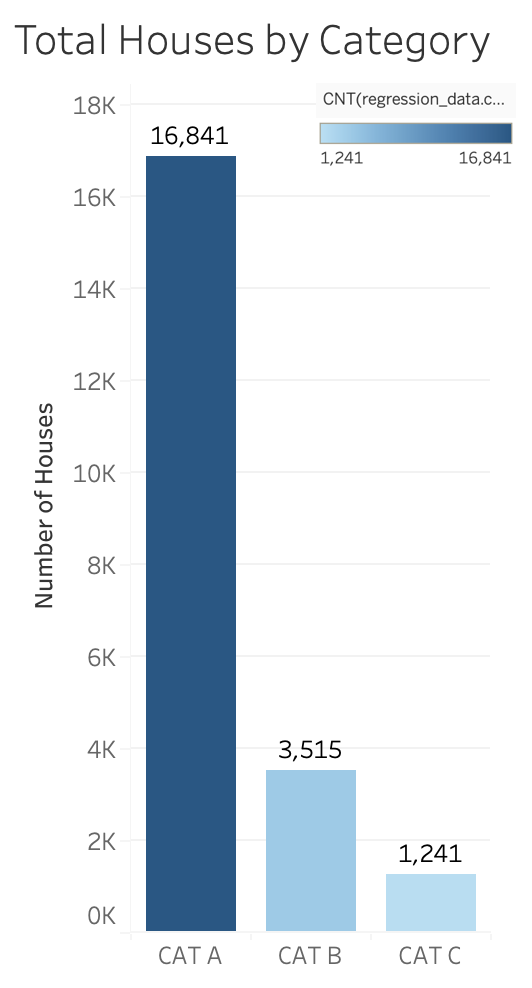 Total Houses by Category
CNT(regression_data.c...
1,241 16,841
18K
16K
14K
12K
10K
8K
6K
4K
2K
0K
Number of Houses
16,841
3,515
1,241
CAT A CAT B CAT C